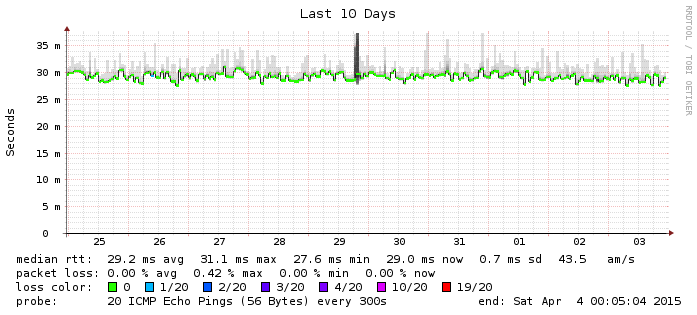 Last 10 Days
RRDTOOL / TOBI OETIKER
Seconds
35 m
30 m
25 m
20 m
15 m
10 m
5 m
0
25 26 27 28 29 30 31 01 02 03
median rtt: 29.2 ms avg 31.1 ms max 27.6 ms min 29.0 ms now 0.7 ms sd 43.5 am/s
packet loss: 0.00 % avg 0.42 % max 0.00 % min 0.00 % now
loss color: 0 1/20 2/20 3/20 4/20 10/20 19/20
probe: 20 ICMP Echo Pings (56 Bytes) every 300s end: Sat Apr 4 00:05:04 2015